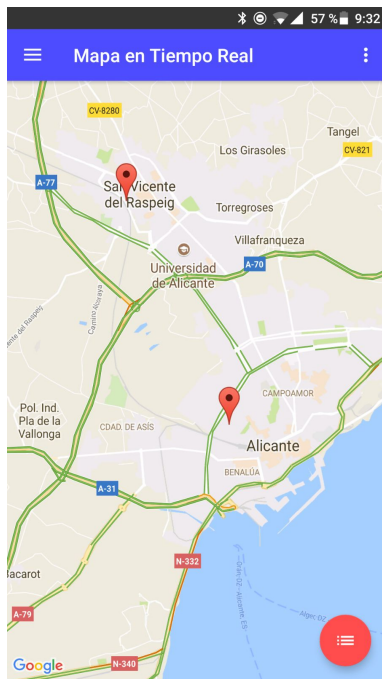 57 % 9:32
Mapa en Tiempo Real
CV-8280
Tangel
Los Girasoles
CV-821
A-77
San Vicente
del Raspeig
Torregroses
Villafranqueza
A-70
Universidad
de Alicante
Camino Alcoraya
CAMPOAMOR
Pol. Ind.
Pla de la
Vallonga
CDAD. DE ASÍS
Alicante
BENALÚA
A-31
N-332
Bacarot
A-79
N-340
Google